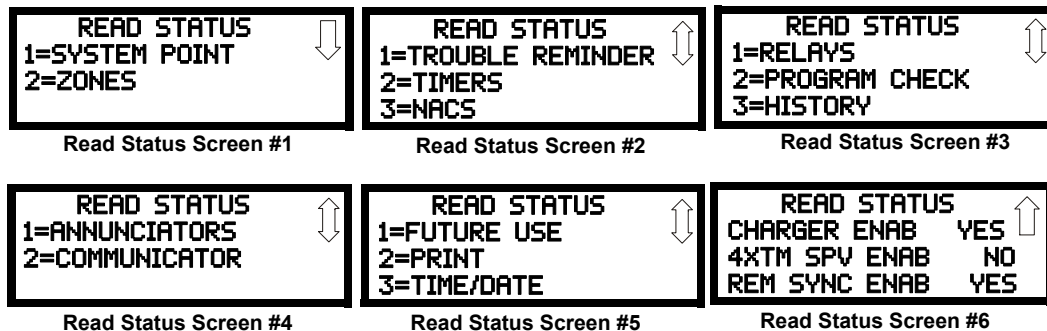 READ STATUS
1=SYSTEM POINT
2=ZONES
Read Status Screen #1
READ STATUS
1=TROUBLE REMINDER
2=TIMERS
3=NACS
Read Status Screen #2
READ STATUS
1=RELAYS
2=PROGRAM CHECK
3=HISTORY
Read Status Screen #3
READ STATUS
1=ANNUNCIATORS
2=COMMUNICATOR
Read Status Screen #4
READ STATUS
1=FUTURE USE
2=PRINT
3=TIME/DATE
Read Status Screen #5
READ STATUS
CHARGER ENAB YES
4XTM SPV ENAB NO
REM SYNC ENAB YES
Read Status Screen #6